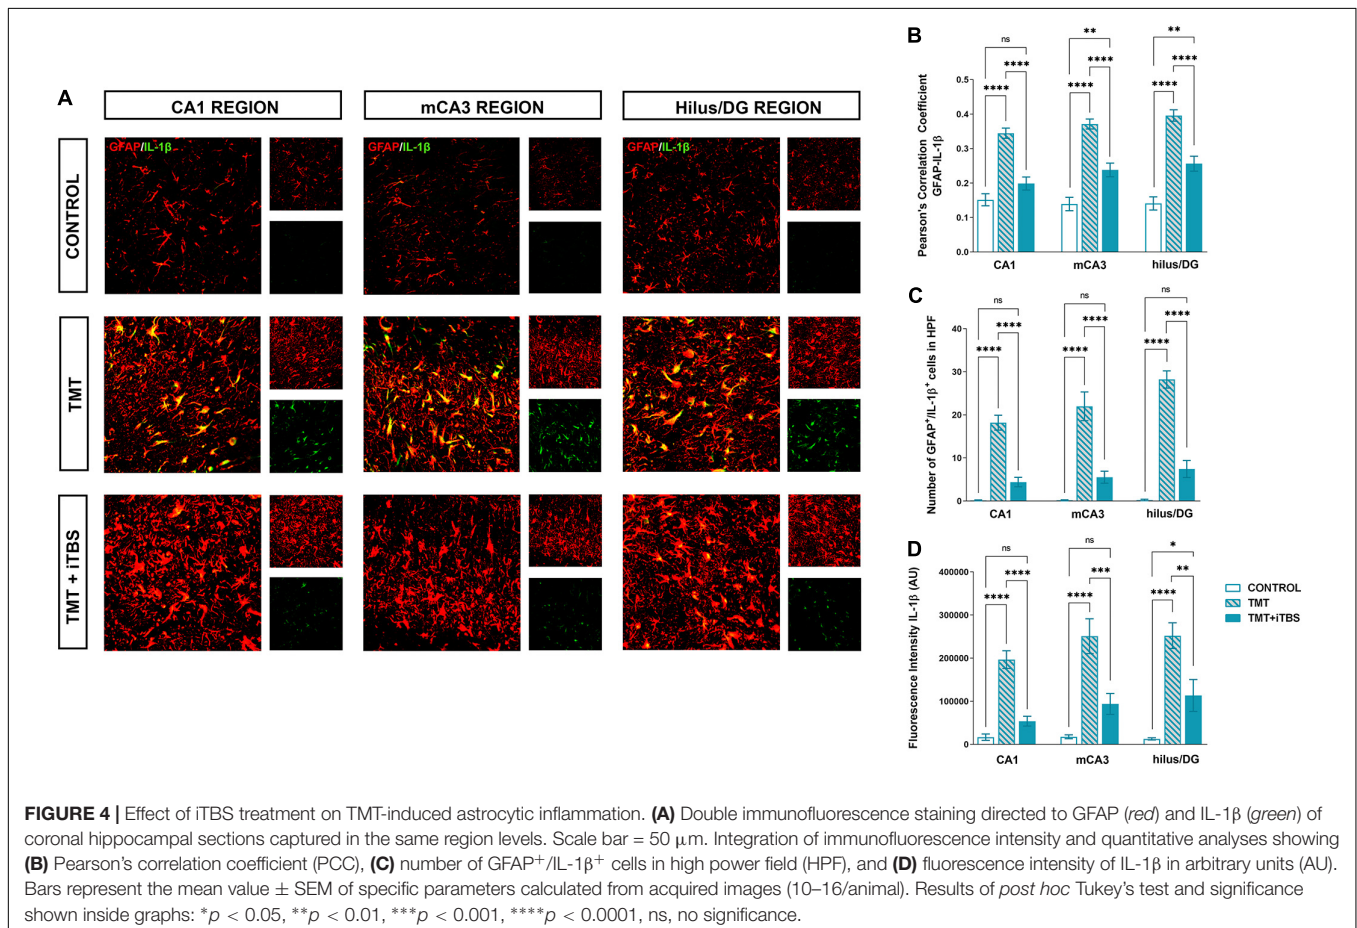 A
CA1 REGION
mCA3 REGION
Hilus/DG REGION
CONTROL
GFAP/IL-1β
GFAP/IL-1β
GFAP/IL-1β
TMT
TMT + iTBS
B
Pearson's Correlation Coefficient
GFAP-IL-1β
0.5
0.4
0.3
0.2
0.1
0.0
ns
**
**
****
****
****
****
****
****
CA1
mCA3
hilus/DG
C
Number of GFAP+/IL-1β+ cells in HPF
40
30
20
10
0
ns
ns
ns
****
****
****
****
****
****
CA1
mCA3
hilus/DG
D
Fluorescence Intensity IL-1β (AU)
400000
300000
200000
100000
0
ns
ns
*
****
****
****
***
****
**
CA1
mCA3
hilus/DG
CONTROL
TMT
TMT+iTBS
FIGURE 4 | Effect of iTBS treatment on TMT-induced astrocytic inflammation. (A) Double immunofluorescence staining directed to GFAP (red) and IL-1β (green) of
coronal hippocampal sections captured in the same region levels. Scale bar = 50 μm. Integration of immunofluorescence intensity and quantitative analyses showing
(B) Pearson's correlation coefficient (PCC), (C) number of GFAP+/IL-1β+ cells in high power field (HPF), and (D) fluorescence intensity of IL-1β in arbitrary units (AU).
Bars represent the mean value ± SEM of specific parameters calculated from acquired images (10–16/animal). Results of post hoc Tukey's test and significance
shown inside graphs: *p < 0.05, **p < 0.01, ***p < 0.001, ****p < 0.0001, ns, no significance.